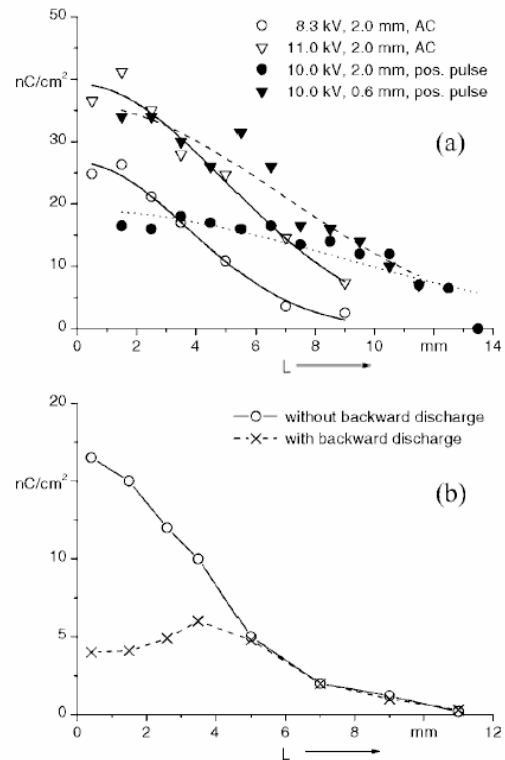 50
40
nC/cm2
30
20
10
0
0 2 4 6 8 10 mm 14
L
8.3 kV, 2.0 mm, AC
11.0 kV, 2.0 mm, AC
10.0 kV, 2.0 mm, pos. pulse
10.0 kV, 0.6 mm, pos. pulse
(a)
20
nC/cm2
10
5
0
0 2 4 6 8 mm 12
L
without backward discharge
with backward discharge
(b)